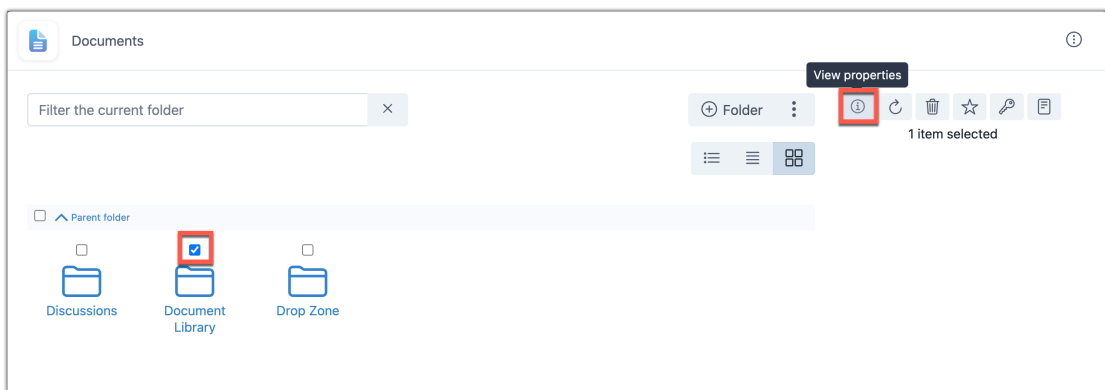 Documents
View properties
Filter the current folder
Folder
1 item selected
Parent folder
Discussions
Document
Library
Drop Zone